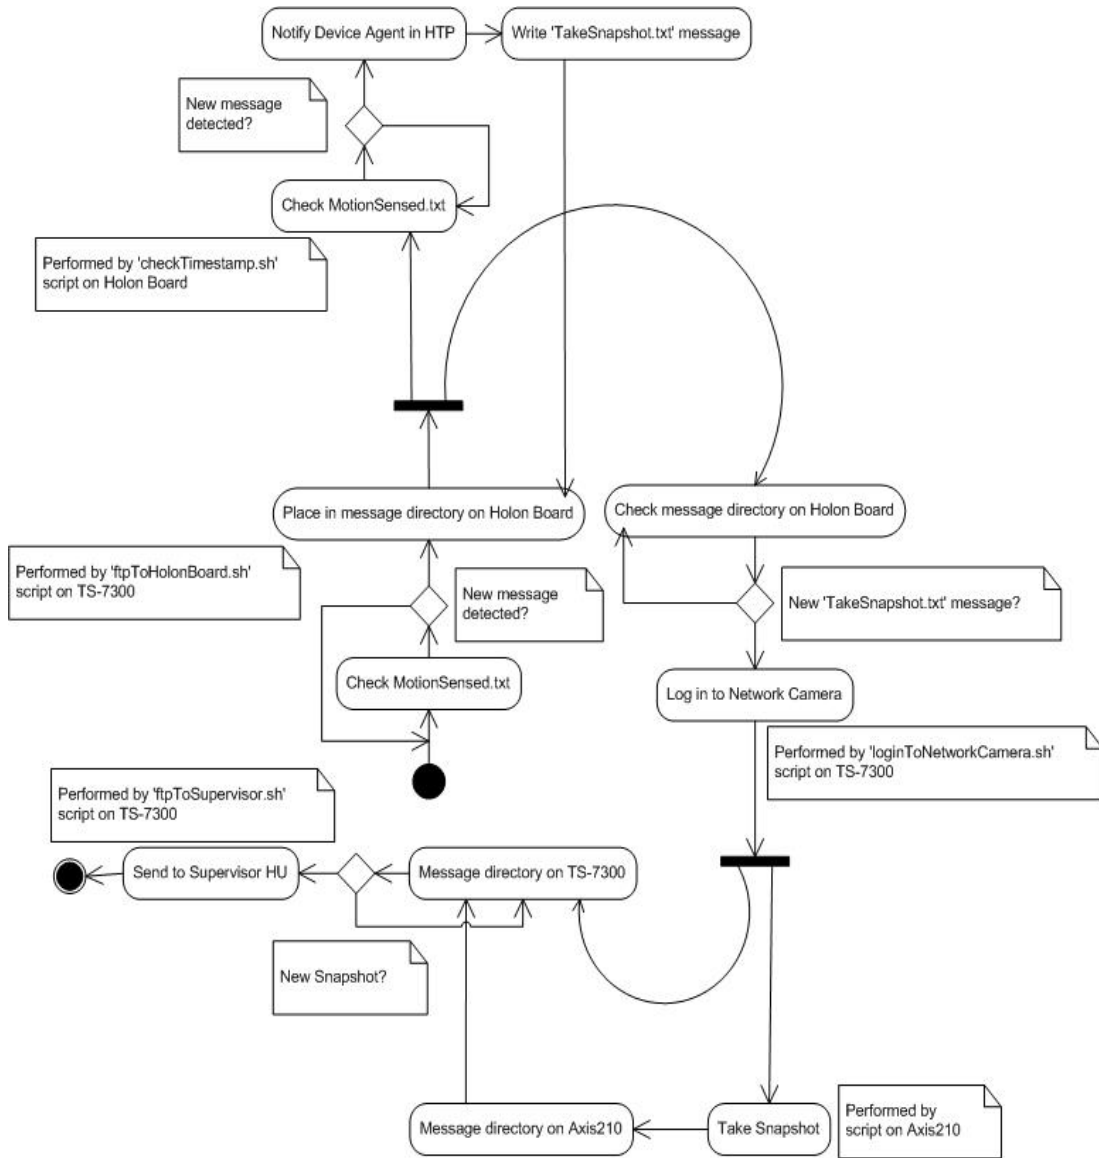 Notify Device Agent in HTP
Write 'TakeSnapshot.txt' message
New message
detected?
Check MotionSensed.txt
Performed by 'checkTimestamp.sh'
script on Holon Board
Place in message directory on Holon Board
Check message directory on Holon Board
Performed by 'ftpToHolonBoard.sh'
script on TS-7300
New message
detected?
New 'TakeSnapshot.txt' message?
Check MotionSensed.txt
Log in to Network Camera
Performed by 'loginToNetworkCamera.sh'
script on TS-7300
Performed by 'ftpToSupervisor.sh'
script on TS-7300
Send to Supervisor HU
Message directory on TS-7300
New Snapshot?
Message directory on Axis210
Take Snapshot
Performed by
script on Axis210